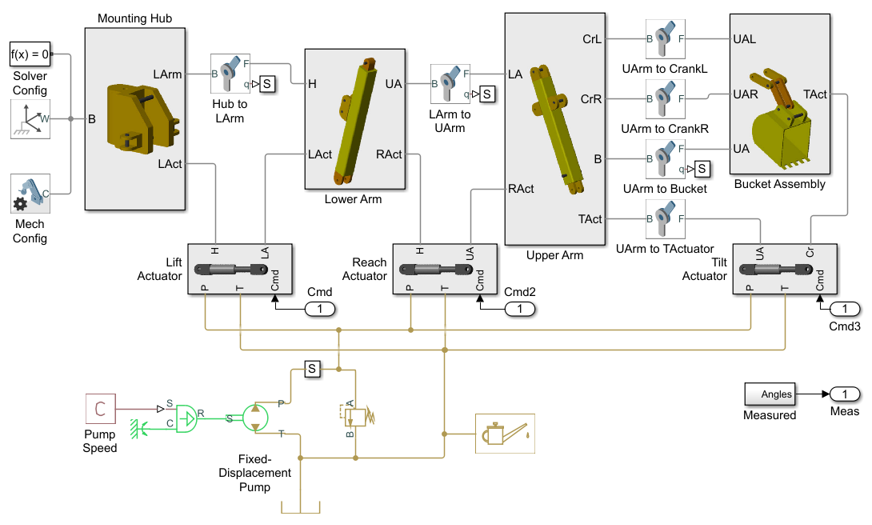 Mounting Hub
f(x) = 0
Solver
Config
W
C
Mech
Config
B
LArm
LAct
B
F
q
S
Hub to
LArm
H
LAct
UA
RAct
Lower Arm
B
F
q
S
LArm to
UArm
LA
RAct
CrL
CrR
B
TAct
Upper Arm
B
F
UArm to CrankL
B
F
UArm to CrankR
B
F
q
S
UArm to Bucket
B
F
UArm to TActuator
UAL
UAR
UA
TAct
Bucket Assembly
Lift
Actuator
H
LA
P
T
Cmd
Cmd
1
Reach
Actuator
H
UA
P
T
Cmd
Cmd2
1
Tilt
Actuator
UA
Cr
P
T
Cmd
1
Cmd3
S
C
Pump
Speed
S
C
R
S
P
T
A
B
Fixed-
Displacement
Pump
Angles
Measured
1
Meas